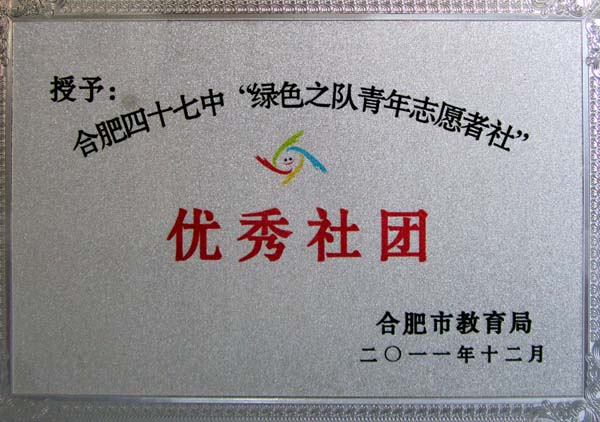 授予：
合肥四十七中“绿色之队青年志愿者社”
优秀社团
合肥市教育局
二〇一一年十二月